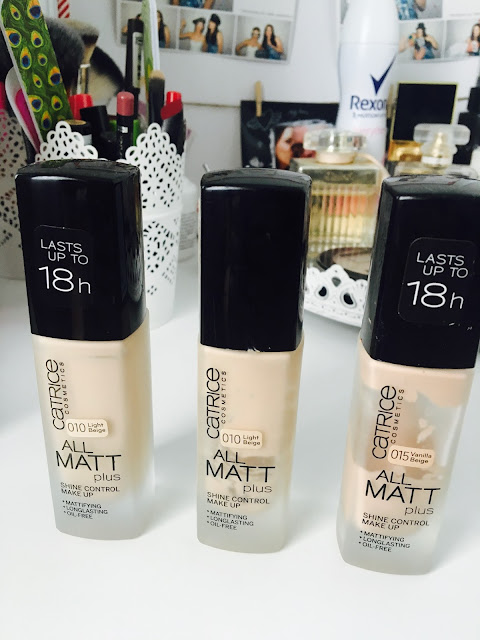 LASTS
UP TO
18h
CATRICE
COSMETICS
010 Light
Beige
ALL
MATT
plus
SHINE CONTROL
MAKE UP
• MATTIFYING
• LONGLASTING
• OIL-FREE
CATRICE
COSMETICS
010 Light
Beige
ALL
MATT
plus
SHINE CONTROL
MAKE UP
• MATTIFYING
• LONGLASTING
• OIL-FREE
LASTS
UP TO
18h
CATRICE
COSMETICS
015 Vanilla
Beige
ALL
MATT
plus
SHINE CONTROL
MAKE UP
• MATTIFYING
• LONGLASTING
• OIL-FREE
Rexona